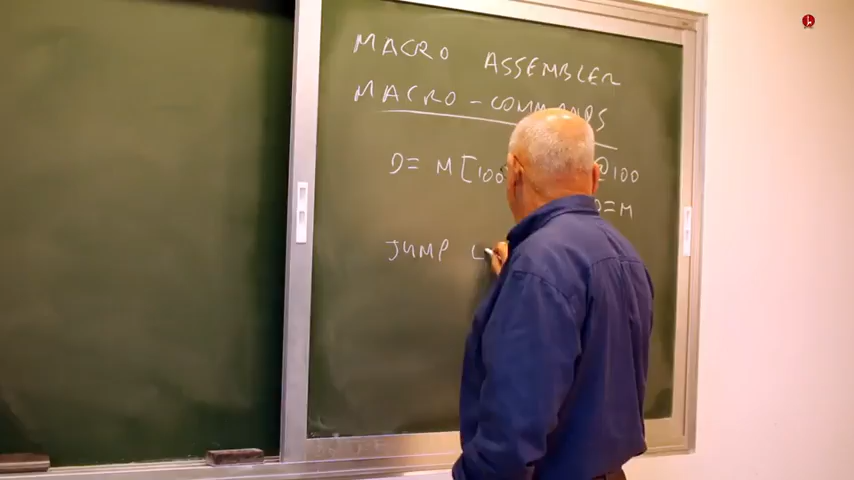 MACRO ASSEMBLER
MACRO - COMMANDS
D= M[100 @100
D=M
JUMP L